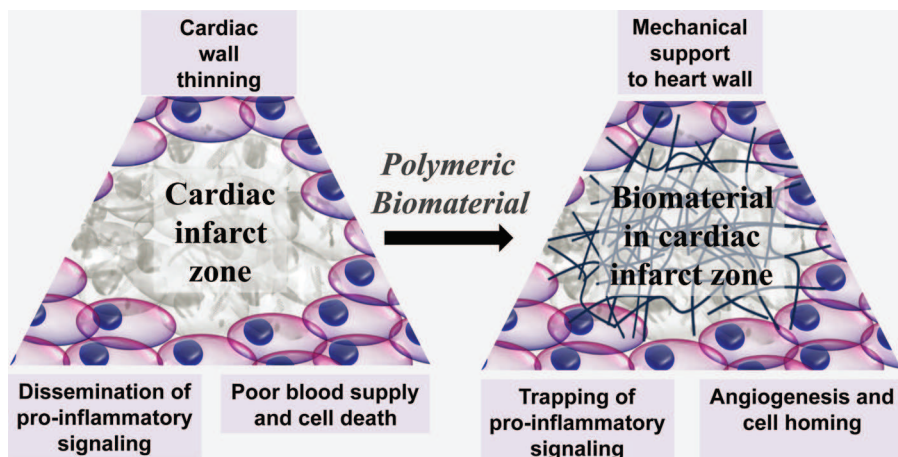 Cardiac
wall
thinning
Cardiac
infarct
zone
Dissemination of
pro-inflammatory
signaling
Poor blood supply
and cell death
Polymeric
Biomaterial
Mechanical
support
to heart wall
Biomaterial
in cardiac
infarct zone
Trapping of
pro-inflammatory
signaling
Angiogenesis and
cell homing